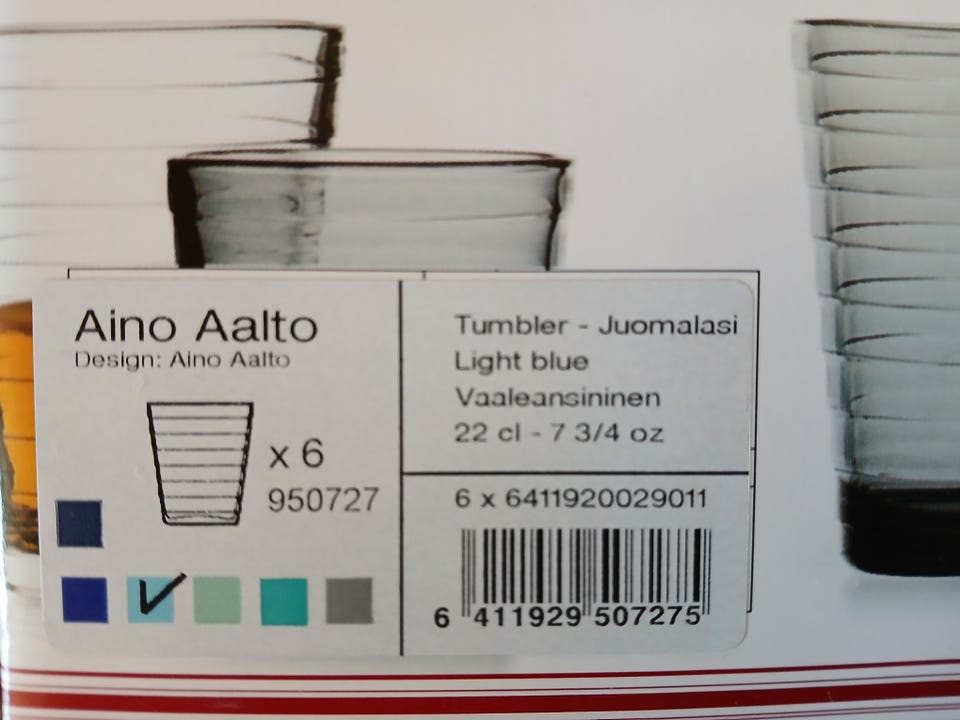 Aino Aalto
Design: Aino Aalto
x 6
950727
Tumbler - Juomalasi
Light blue
Vaaleansininen
22 cl - 7 3/4 oz
6 x 6411920029011
6 411929 507275